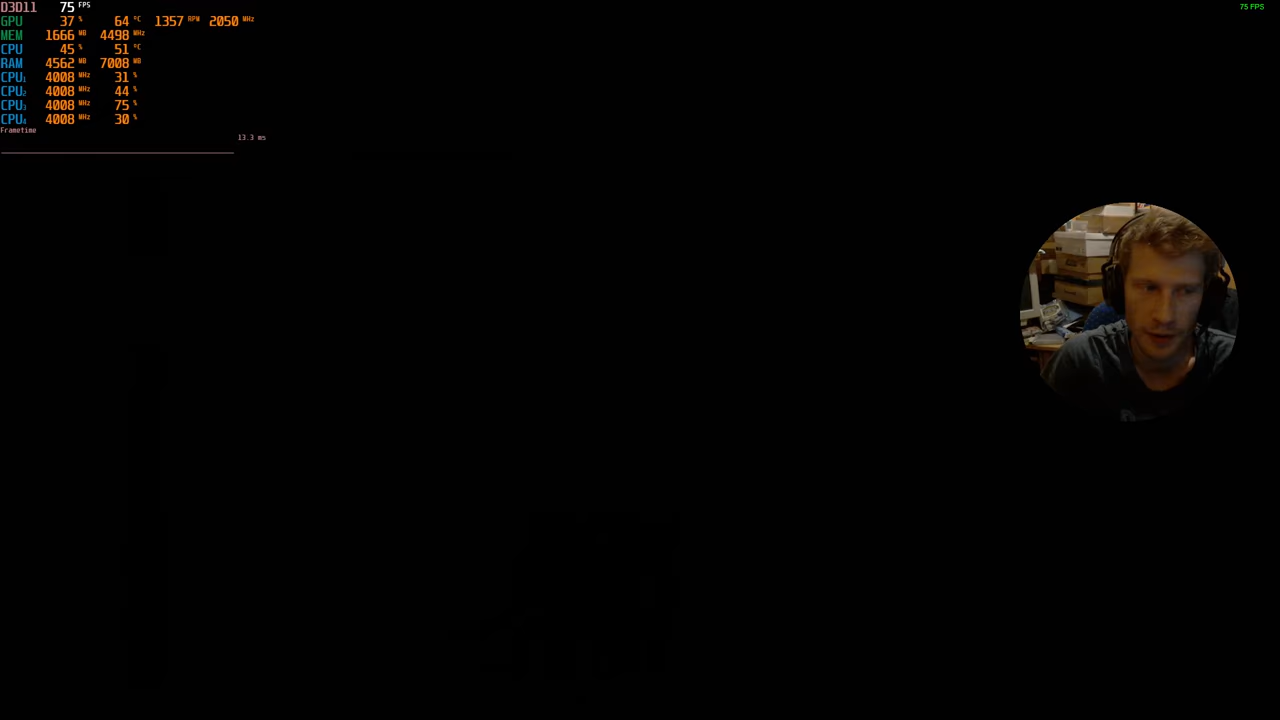 D3D11 75 FPS
75 FPS
GPU 37 % 64 °C 1357 RPM 2050 MHz
MEM 1666 MB 4498 MHz
CPU 45 % 51 °C
RAM 4562 MB 7008 MB
CPU1 4008 MHz 31 %
CPU2 4008 MHz 44 %
CPU3 4008 MHz 75 %
CPU4 4008 MHz 30 %
Frametime
13.3 ms